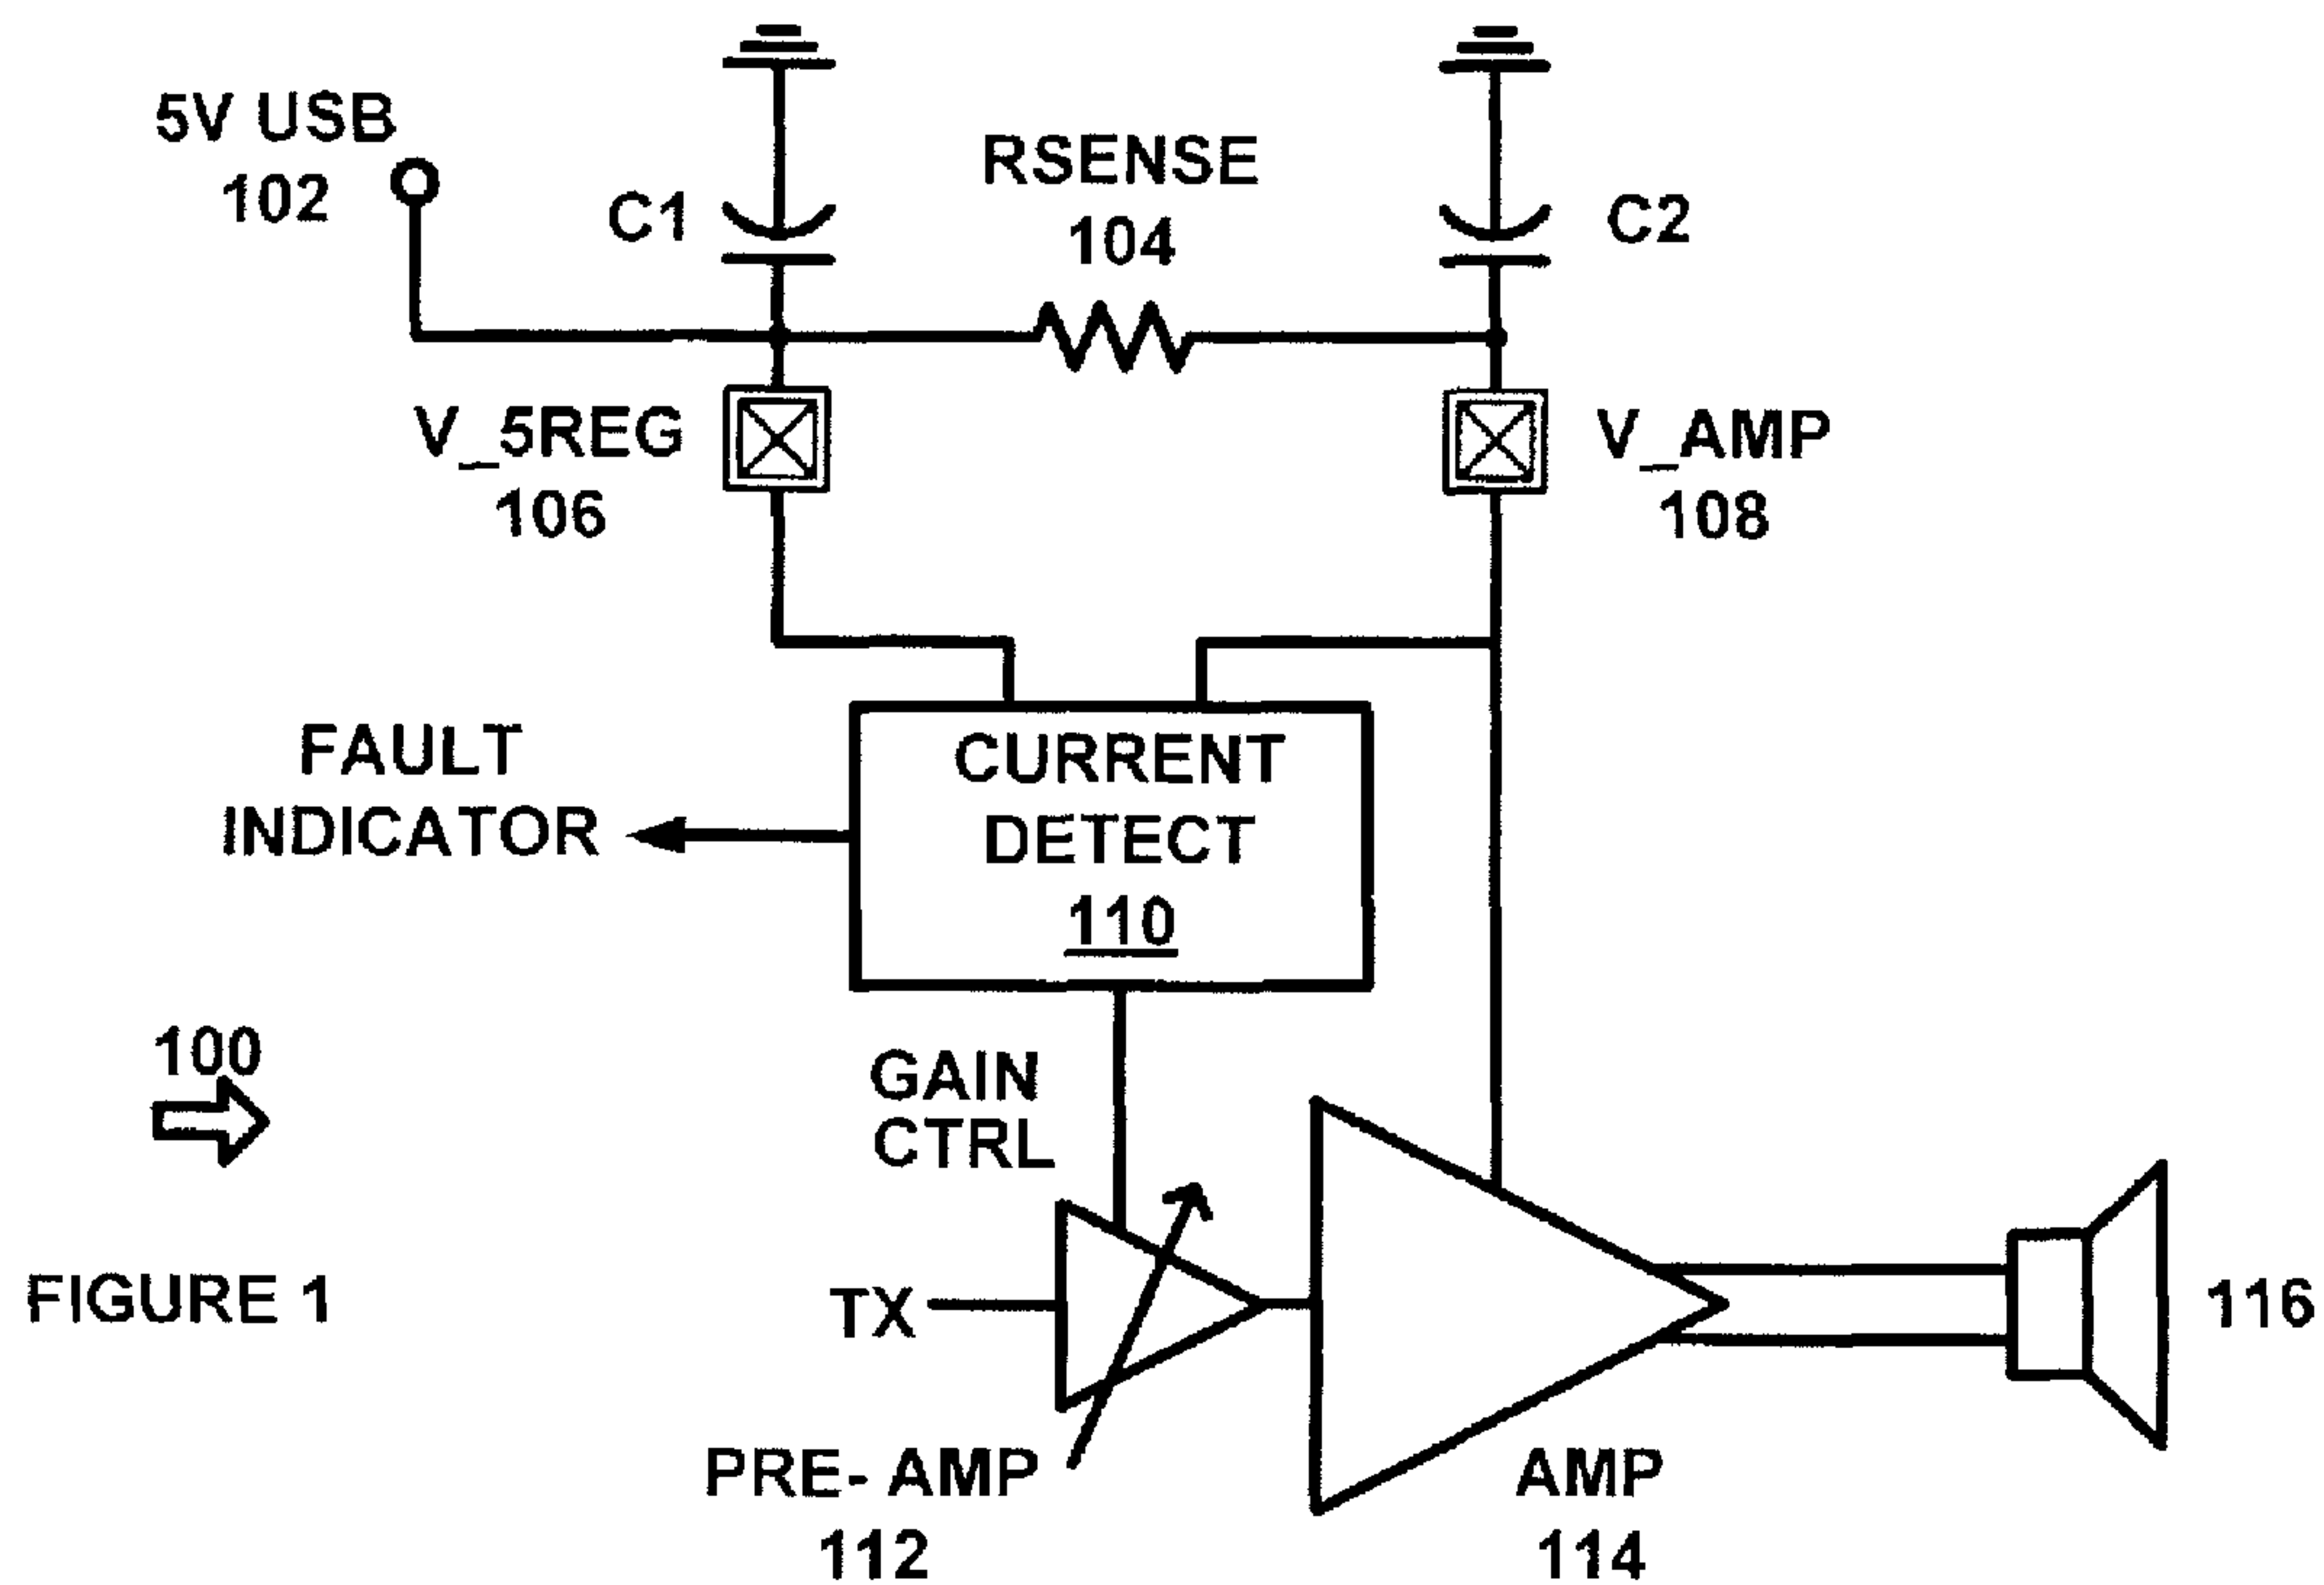 5V USB
102
C1
RSENSE
104
C2
V_5REG
106
V_AMP
108
FAULT
INDICATOR
CURRENT
DETECT
110
100
GAIN
CTRL
FIGURE 1
TX
116
PRE- AMP
112
AMP
114